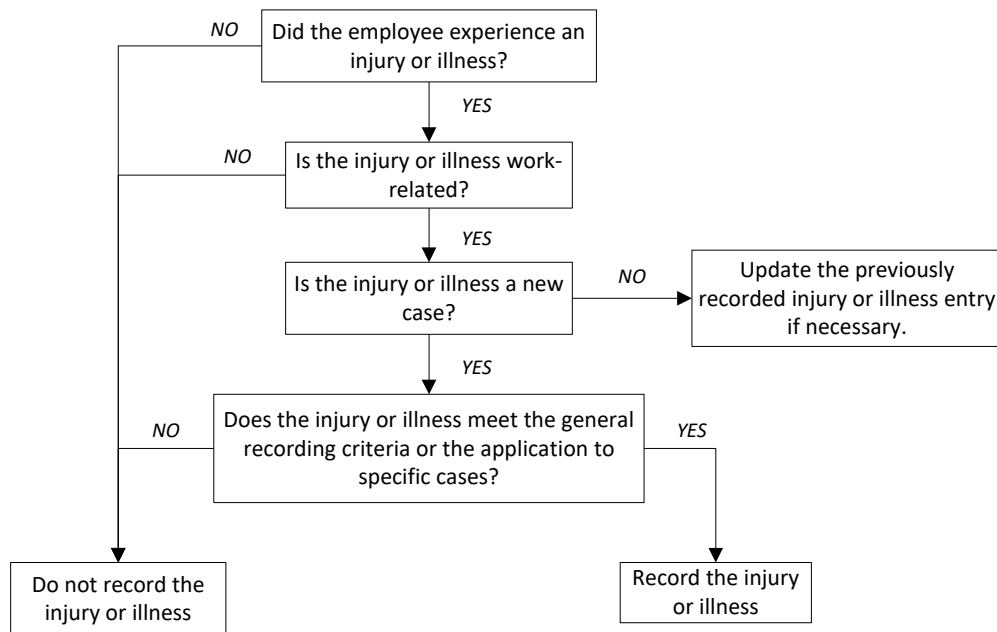 NO
Did the employee experience an
injury or illness?
YES
NO
Is the injury or illness work-
related?
YES
Is the injury or illness a new
case?
NO
Update the previously
recorded injury or illness entry
if necessary.
YES
NO
Does the injury or illness meet the general
recording criteria or the application to
specific cases?
YES
Do not record the
injury or illness
Record the injury
or illness